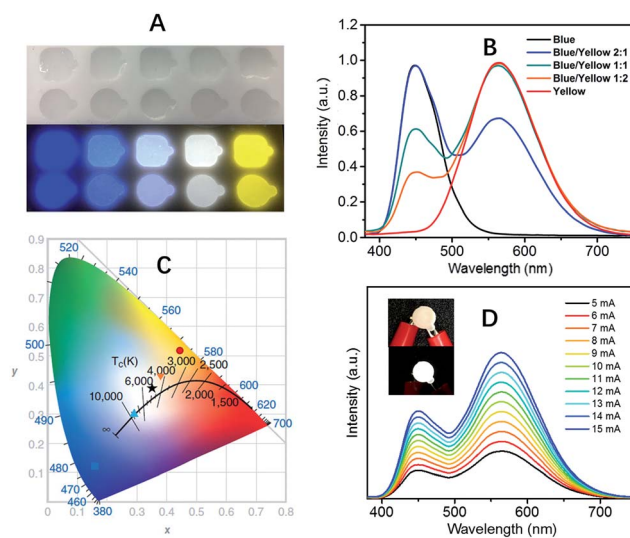 A
B
1.2
1.0
0.8
0.6
0.4
0.2
0.0
Intensity (a.u.)
400 500 600 700
Wavelength (nm)
Blue
Blue/Yellow 2:1
Blue/Yellow 1:1
Blue/Yellow 1:2
Yellow
C
0.9
0.8
0.7
0.6
0.5
0.4
0.3
0.2
0.1
y
0 0.1 0.2 0.3 0.4 0.5 0.6 0.7 0.8
x
520
540
560
580
600
620
700
500
490
480
470
460
380
Tc(K)
∞
10,000
6,000
4,000
3,000
2,500
2,000
1,500
D
Intensity (a.u.)
400 500 600 700
Wavelength (nm)
5 mA
6 mA
7 mA
8 mA
9 mA
10 mA
11 mA
12 mA
13 mA
14 mA
15 mA